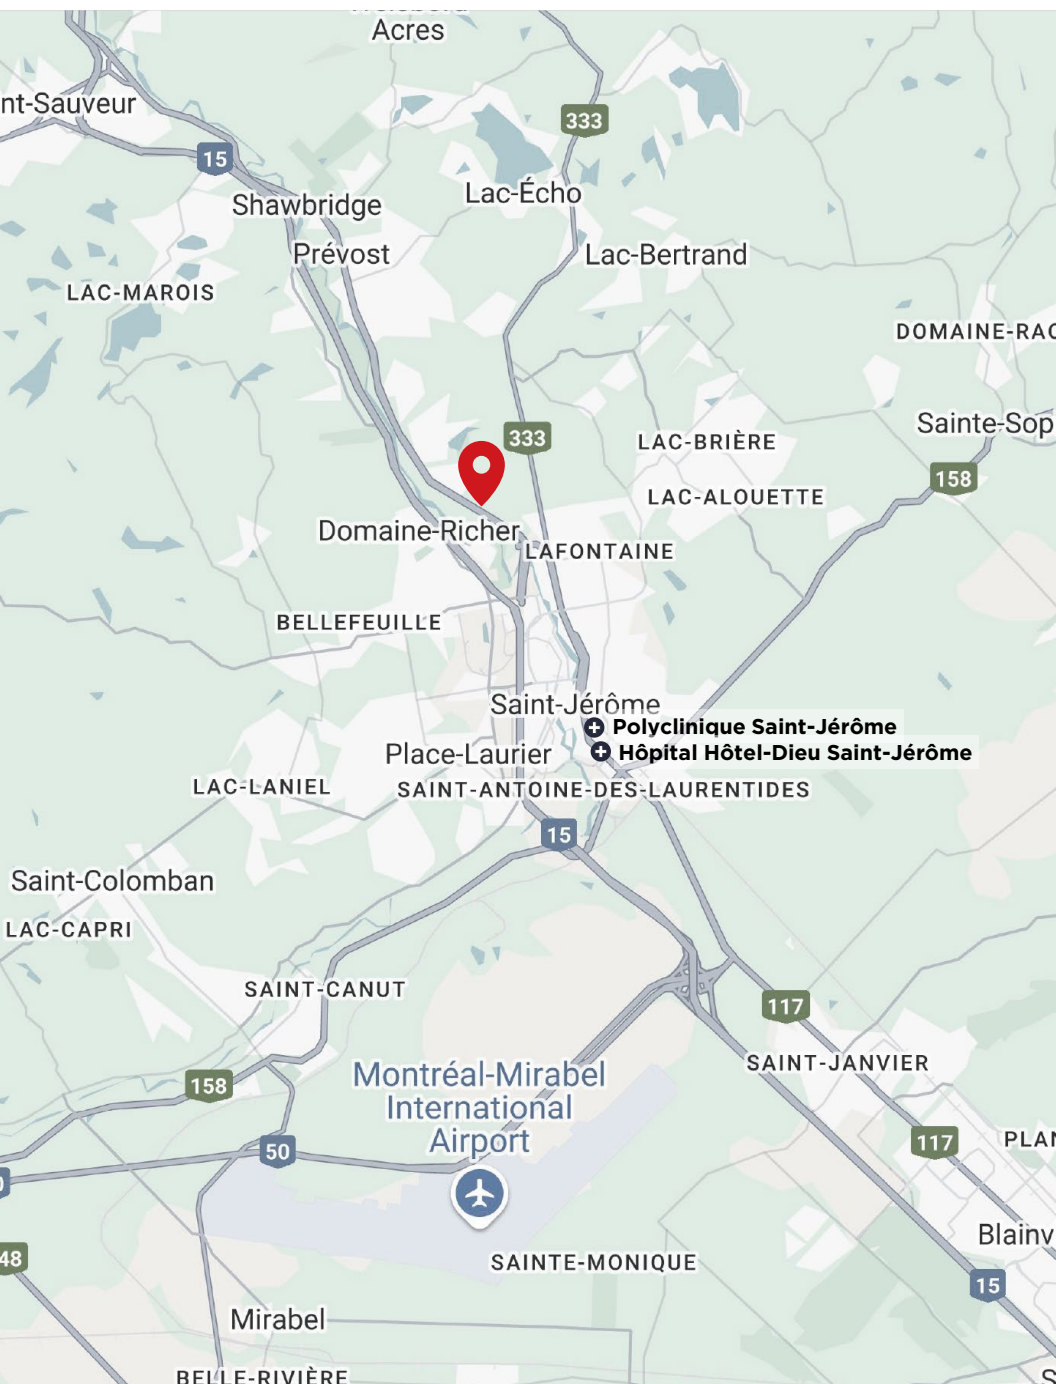 Acres
nt-Sauveur
333
15
Shawbridge
Lac-Écho
Prévost
Lac-Bertrand
LAC-MAROIS
DOMAINE-RAC
Sainte-Sop
333
LAC-BRIÈRE
158
LAC-ALOUETTE
Domaine-Richer
LAFONTAINE
BELLEFEUILLE
Saint-Jérôme
Polyclinique Saint-Jérôme
Hôpital Hôtel-Dieu Saint-Jérôme
Place-Laurier
LAC-LANIEL
SAINT-ANTOINE-DES-LAURENTIDES
15
Saint-Colomban
LAC-CAPRI
SAINT-CANUT
117
SAINT-JANVIER
Montréal-Mirabel
International
Airport
158
117
PLAN
50
Blainv
SAINTE-MONIQUE
48
15
Mirabel
BELLE-RIVIÈRE